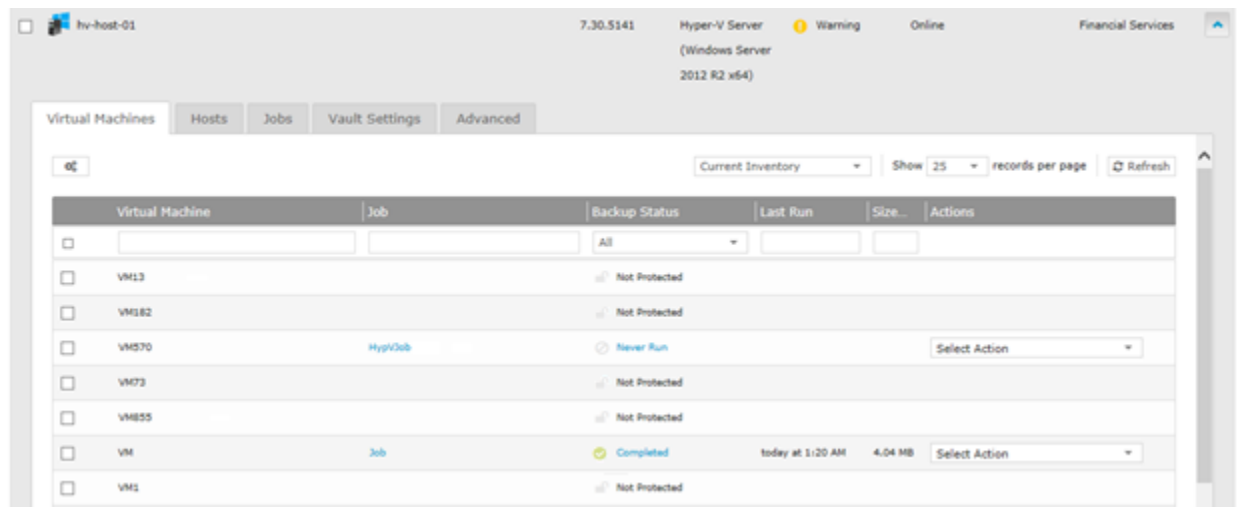 hv-host-01 7.30.5141 Hyper-V Server Warning Online Financial Services
(Windows Server
2012 R2 x64)
Virtual Machines Hosts Jobs Vault Settings Advanced
Current Inventory Show 25 records per page Refresh
Virtual Machine Job Backup Status Last Run Size... Actions
All
VM13 Not Protected
VM182 Not Protected
VM570 HypVJob Never Run Select Action
VM73 Not Protected
VM855 Not Protected
VM Job Completed today at 1:20 AM 4.04 MB Select Action
VM1 Not Protected